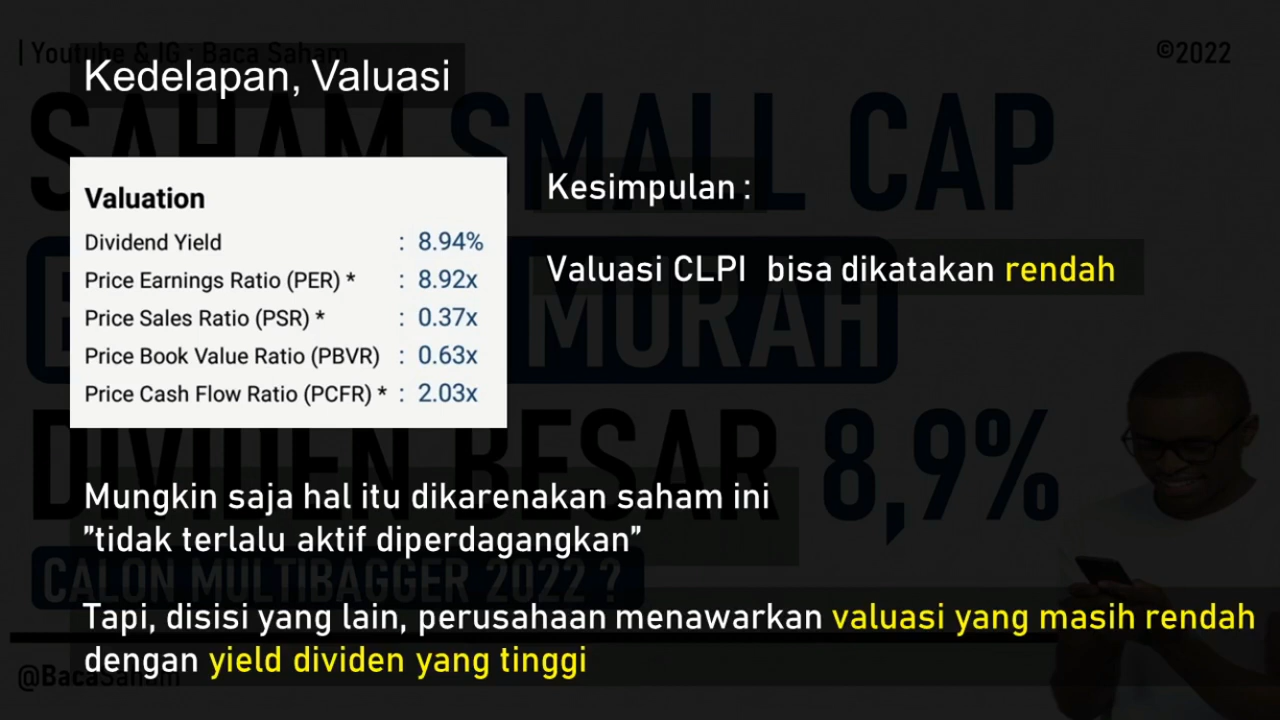 | Youtube & IG : Baca Saham
©2022
Kedelapan, Valuasi
SAHAM SMALL CAP
Valuation
Dividend Yield : 8.94%
Price Earnings Ratio (PER) * : 8.92x
Price Sales Ratio (PSR) * : 0.37x
Price Book Value Ratio (PBVR) : 0.63x
Price Cash Flow Ratio (PCFR) * : 2.03x
Kesimpulan :
Valuasi CLPI bisa dikatakan rendah
MURAH
DIVIDEN BESAR 8,9%
Mungkin saja hal itu dikarenakan saham ini
"tidak terlalu aktif diperdagangkan"
CALON MULTIBAGGER 2022 ?
Tapi, disisi yang lain, perusahaan menawarkan valuasi yang masih rendah
dengan yield dividen yang tinggi
@BacaSaham